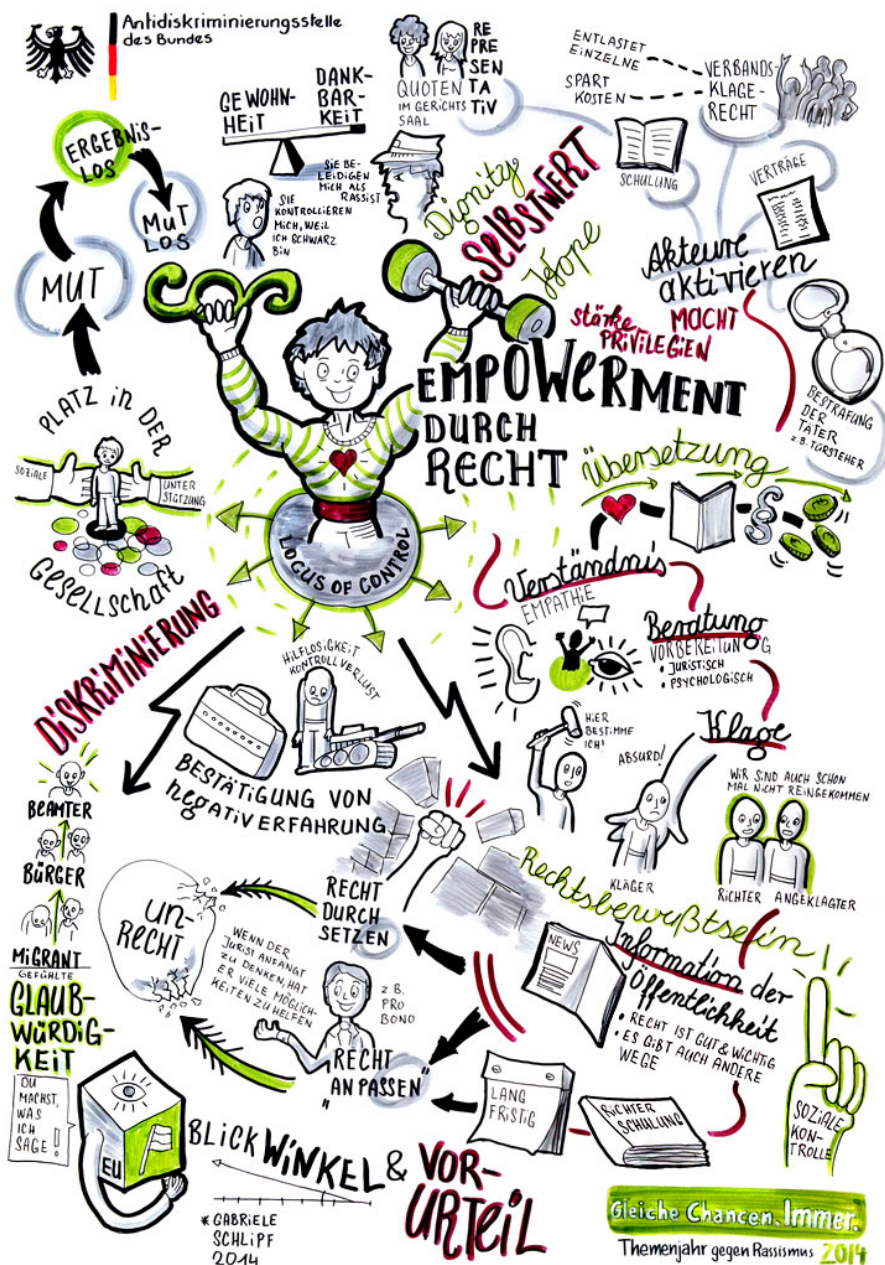 Antidiskriminierungsstelle
des Bundes
ERGEBNIS-
LOS
MUT
LOS
MUT
GEWOHN-
HEIT
DANK-
BAR-
KEIT
SIE BE-
LEIDIGEN
MICH ALS
RASSIST
SIE
KONTROLLIEREN
MICH, WEIL
ICH SCHWARZ
BIN
QUOTEN
IM GERICHTS
SAAL
RE
PRE
SEN
TA
TIV
ENTLASTET
EINZELNE
SPART
KOSTEN
VERBANDS-
KLAGE-
RECHT
SCHULUNG
VERTRÄGE
Dignity
SELBSTWERT
Hope
Akteure
aktivieren
MACHT
stärke
PRIVILEGIEN
BESTRAFUNG
DER
TÄTER
z.B. TÜRSTEHER
EMPOWERMENT
DURCH
RECHT
PLATZ IN DER
SOZIALE
UNTER
STÜTZUNG
GESELLSCHAFT
LOCUS OF CONTROL
Übersetzung
§
Verständnis
EMPATHIE
Beratung
VORBEREITUNG
• JURISTISCH
• PSYCHOLOGISCH
DISKRIMINIERUNG
HILFLOSIGKEIT
KONTROLLVERLUST
BESTÄTIGUNG VON
negativ ERFAHRUNG
HIER
BESTIMME
ICH!
Klage
ABSURD!
WIR SIND AUCH SCHON
MAL NICHT REINGEKOMMEN
KLÄGER
RICHTER
ANGEKLAGTER
BEAMTER
BÜRGER
MIGRANT
GEFÜHLTE
GLAUB-
WÜRDIG-
KEIT
UN-
RECHT
RECHT
DURCH
SETZEN
WENN DER
JURIST ANFÄNGT
ZU DENKEN, HAT
ER VIELE MÖGLICH-
KEITEN ZU HELFEN
z.B.
PRO
BONO
"RECHT
ANPASSEN"
Rechtsbewußtsein
NEWS
Information der
Öffentlichkeit
• RECHT IST GUT & WICHTIG
• ES GIBT AUCH ANDERE
WEGE
SOZIALE
KON-
TROLLE
LANG
FRISTIG
RICHTER
SCHULUNG
DU
MACHST,
WAS
ICH
SAGE!
EU
BLICKWINKEL & VOR-
URTEIL
* GABRIELE
SCHLIPF
2014
Gleiche Chancen. Immer.
Themenjahr gegen Rassismus 2014